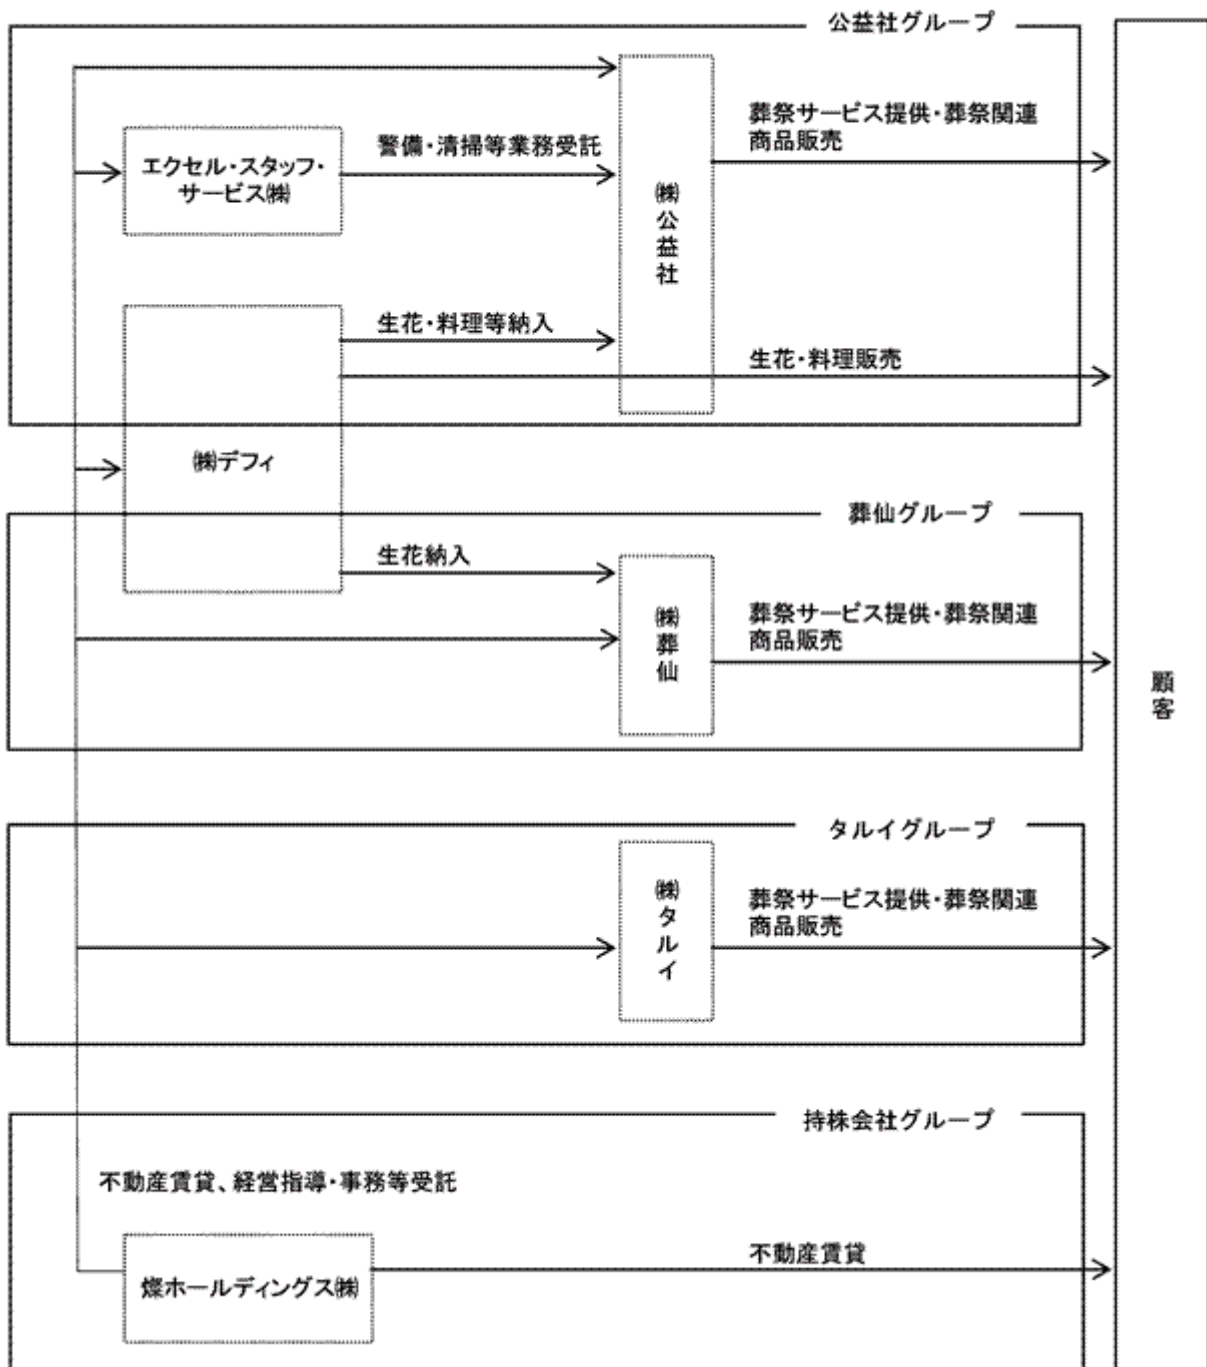 公益社グループ
葬祭サービス提供・葬祭関連
商品販売
警備・清掃等業務受託
エクセル・スタッフ・
サービス㈱
㈱公益社
生花・料理等納入
生花・料理販売
㈱デフィ
葬仙グループ
生花納入
㈱葬仙
葬祭サービス提供・葬祭関連
商品販売
顧客
タルイグループ
㈱タルイ
葬祭サービス提供・葬祭関連
商品販売
持株会社グループ
不動産賃貸、経営指導・事務等受託
不動産賃貸
燦ホールディングス㈱